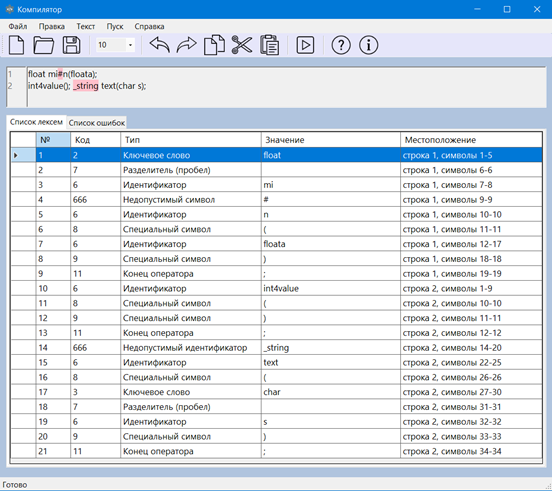 Компилятор
Файл Правка Текст Пуск Справка
10
1 float mi#n(floata);
2 int4value(); _string text(char s);
Список лексем Список ошибок
№ Код Тип Значение Местоположение
1 2 Ключевое слово float строка 1, символы 1-5
2 7 Разделитель (пробел) строка 1, символы 6-6
3 6 Идентификатор mi строка 1, символы 7-8
4 666 Недопустимый символ # строка 1, символы 9-9
5 6 Идентификатор n строка 1, символы 10-10
6 8 Специальный символ ( строка 1, символы 11-11
7 6 Идентификатор floata строка 1, символы 12-17
8 9 Специальный символ ) строка 1, символы 18-18
9 11 Конец оператора ; строка 1, символы 19-19
10 6 Идентификатор int4value строка 2, символы 1-9
11 8 Специальный символ ( строка 2, символы 10-10
12 9 Специальный символ ) строка 2, символы 11-11
13 11 Конец оператора ; строка 2, символы 12-12
14 666 Недопустимый идентификатор _string строка 2, символы 14-20
15 6 Идентификатор text строка 2, символы 22-25
16 8 Специальный символ ( строка 2, символы 26-26
17 3 Ключевое слово char строка 2, символы 27-30
18 7 Разделитель (пробел) строка 2, символы 31-31
19 6 Идентификатор s строка 2, символы 32-32
20 9 Специальный символ ) строка 2, символы 33-33
21 11 Конец оператора ; строка 2, символы 34-34
Готово